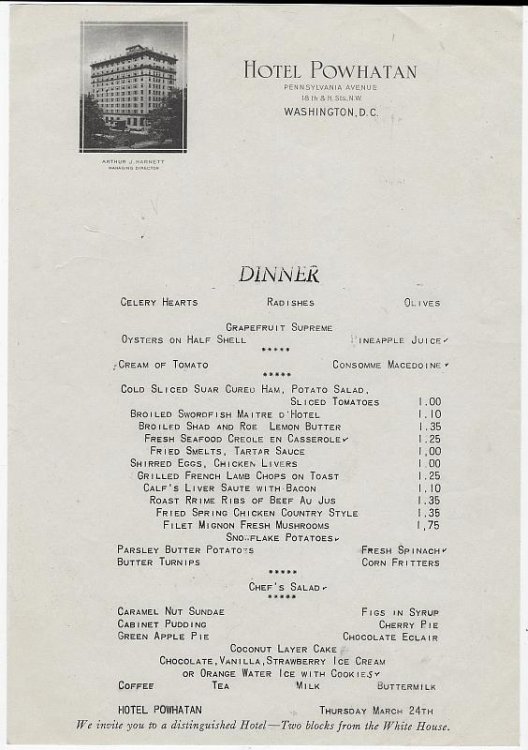 HOTEL POWHATAN
PENNSYLVANIA AVENUE
18 th & H. Sts., N.W.
WASHINGTON, D.C.
ARTHUR J. HARNETT
MANAGING DIRECTOR
DINNER
CELERY HEARTS RADISHES OLIVES
GRAPEFRUIT SUPREME
OYSTERS ON HALF SHELL PINEAPPLE JUICE✓
*****
CREAM OF TOMATO CONSOMME MACEDOINE✓
*****
COLD SLICED SUAR CURED HAM, POTATO SALAD,
SLICED TOMATOES 1.00
BROILED SWORDFISH MAITRE D'HOTEL 1.10
BROILED SHAD AND ROE LEMON BUTTER 1.35
FRESH SEAFOOD CREOLE EN CASSEROLE✓ 1.25
FRIED SMELTS, TARTAR SAUCE 1,00
SHIRRED EGGS, CHICKEN LIVERS 1.00
GRILLED FRENCH LAMB CHOPS ON TOAST 1.25
CALF'S LIVER SAUTE WITH BACON 1.10
ROAST RRIME RIBS OF BEEF AU JUS 1.35
FRIED SPRING CHICKEN COUNTRY STYLE 1.35
FILET MIGNON FRESH MUSHROOMS 1,75
SNOWFLAKE POTATOES✓
PARSLEY BUTTER POTATOES FRESH SPINACH✓
BUTTER TURNIPS CORN FRITTERS
*****
CHEF'S SALAD✓
*****
CARAMEL NUT SUNDAE FIGS IN SYRUP
CABINET PUDDING CHERRY PIE
GREEN APPLE PIE CHOCOLATE ECLAIR
COCONUT LAYER CAKE
CHOCOLATE,VANILLA,STRAWBERRY ICE CREAM
OR ORANGE WATER ICE WITH COOKIES✓
COFFEE TEA MILK BUTTERMILK
HOTEL POWHATAN THURSDAY MARCH 24TH
We invite you to a distinguished Hotel—Two blocks from the White House.